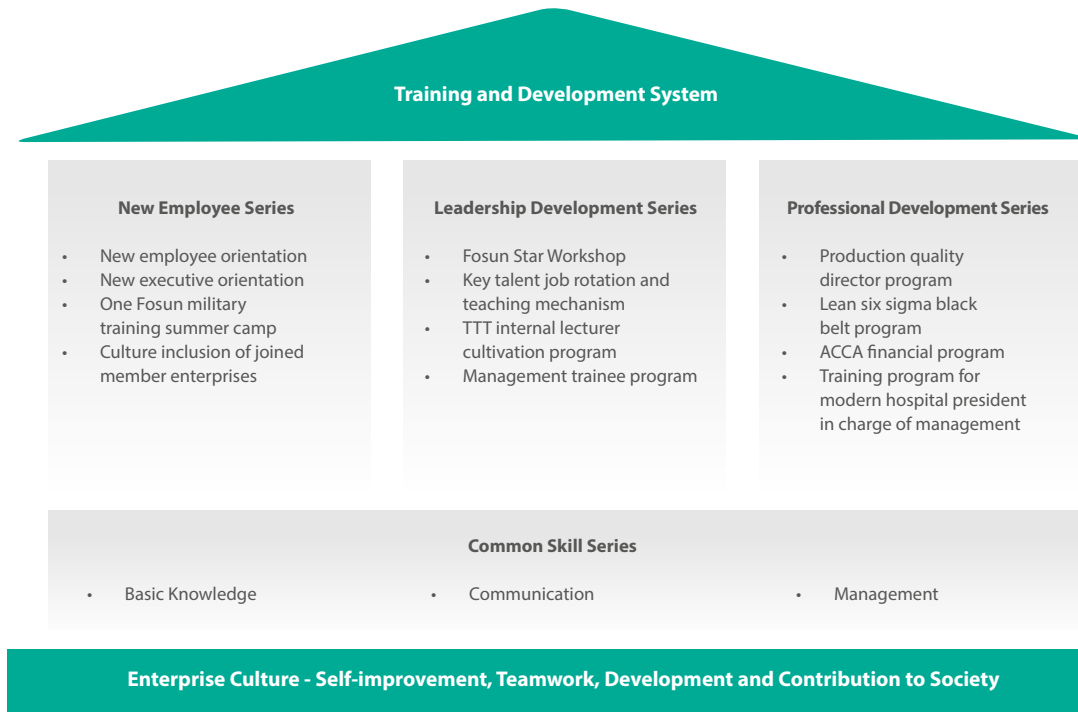 Training and Development System
New Employee Series
• New employee orientation
• New executive orientation
• One Fosun military
training summer camp
• Culture inclusion of joined
member enterprises
Leadership Development Series
• Fosun Star Workshop
• Key talent job rotation and
teaching mechanism
• TTT internal lecturer
cultivation program
• Management trainee program
Professional Development Series
• Production quality
director program
• Lean six sigma black
belt program
• ACCA financial program
• Training program for
modern hospital president
in charge of management
Common Skill Series
• Basic Knowledge
• Communication
• Management
Enterprise Culture - Self-improvement, Teamwork, Development and Contribution to Society